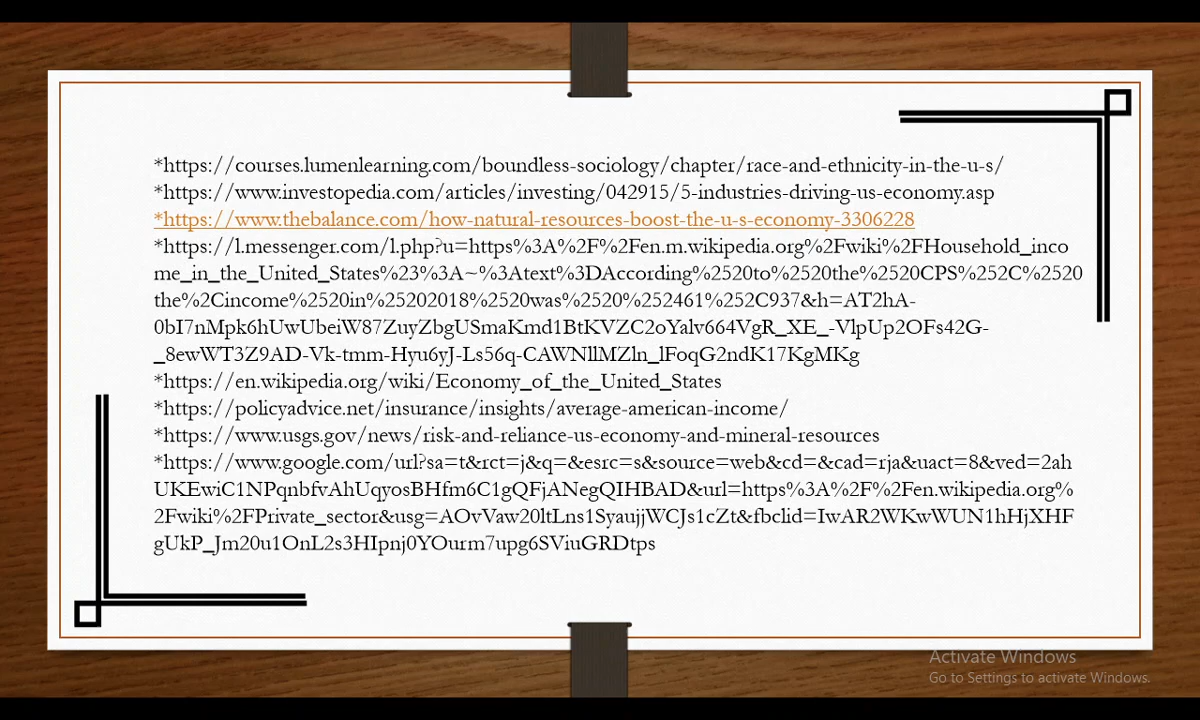 *https://courses.lumenlearning.com/boundless-sociology/chapter/race-and-ethnicity-in-the-u-s/
*https://www.investopedia.com/articles/investing/042915/5-industries-driving-us-economy.asp
*https://www.thebalance.com/how-natural-resources-boost-the-u-s-economy-3306228
*https://l.messenger.com/l.php?u=https%3A%2F%2Fen.m.wikipedia.org%2Fwiki%2FHousehold_inco
me_in_the_United_States%23%3A~%3Atext%3DAccording%2520to%2520the%2520CPS%252C%2520
the%2Cincome%2520in%25202018%2520was%2520%252461%252C937&h=AT2hA-
0bI7nMpk6hUwUbeiW87ZuyZbgUSmaKmd1BtKVZC2oYalv664VgR_XE_-VlpUp2OFs42G-
_8ewWT3Z9AD-Vk-tmm-Hyu6yJ-Ls56q-CAWNllMZln_lFoqG2ndK17KgMKg
*https://en.wikipedia.org/wiki/Economy_of_the_United_States
*https://policyadvice.net/insurance/insights/average-american-income/
*https://www.usgs.gov/news/risk-and-reliance-us-economy-and-mineral-resources
*https://www.google.com/url?sa=t&rct=j&q=&esrc=s&source=web&cd=&cad=rja&uact=8&ved=2ah
UKEwiC1NPqnbfvAhUqyosBHfm6C1gQFjANegQIHBAD&url=https%3A%2F%2Fen.wikipedia.org%
2Fwiki%2FPrivate_sector&usg=AOvVaw20ltLns1SyaujjWCJs1cZt&fbclid=IwAR2WKwWUN1hHjXHF
gUkP_Jm20u1OnL2s3HIpnj0YOurm7upg6SViuGRDtps
Activate Windows
Go to Settings to activate Windows.